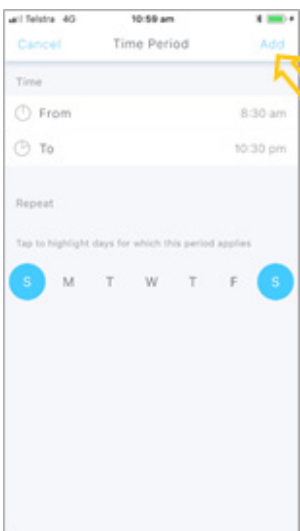 Telstra 4G 10:59 am
Cancel Time Period Add
Time
From 8:30 am
To 10:30 pm
Repeat
Tap to highlight days for which this period applies
S M T W T F S